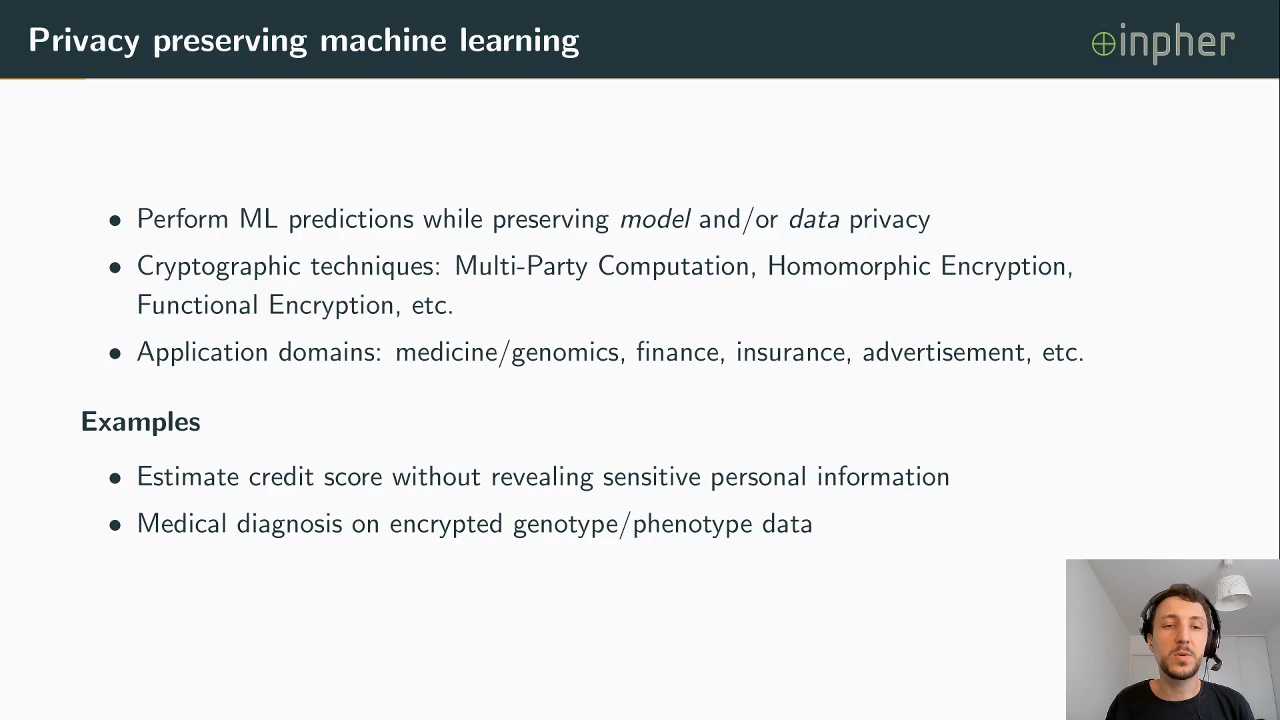 Privacy preserving machine learning
inpher
• Perform ML predictions while preserving model and/or data privacy
• Cryptographic techniques: Multi-Party Computation, Homomorphic Encryption,
Functional Encryption, etc.
• Application domains: medicine/genomics, finance, insurance, advertisement, etc.
Examples
• Estimate credit score without revealing sensitive personal information
• Medical diagnosis on encrypted genotype/phenotype data